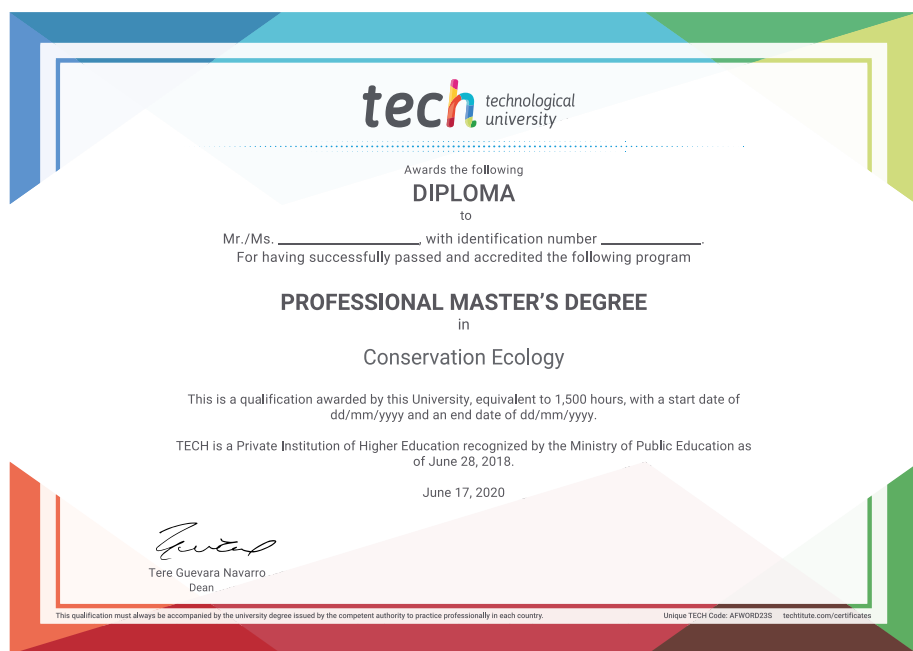 tech technological
university
Awards the following
DIPLOMA
to
Mr./Ms. ____________________, with identification number ______________.
For having successfully passed and accredited the following program
PROFESSIONAL MASTER'S DEGREE
in
Conservation Ecology
This is a qualification awarded by this University, equivalent to 1,500 hours, with a start date of
dd/mm/yyyy and an end date of dd/mm/yyyy.
TECH is a Private Institution of Higher Education recognized by the Ministry of Public Education as
of June 28, 2018.
June 17, 2020
Tere Guevara Navarro
Dean
This qualification must always be accompanied by the university degree issued by the competent authority to practice professionally in each country.
Unique TECH Code: AFWORD23S techtitute.com/certificates